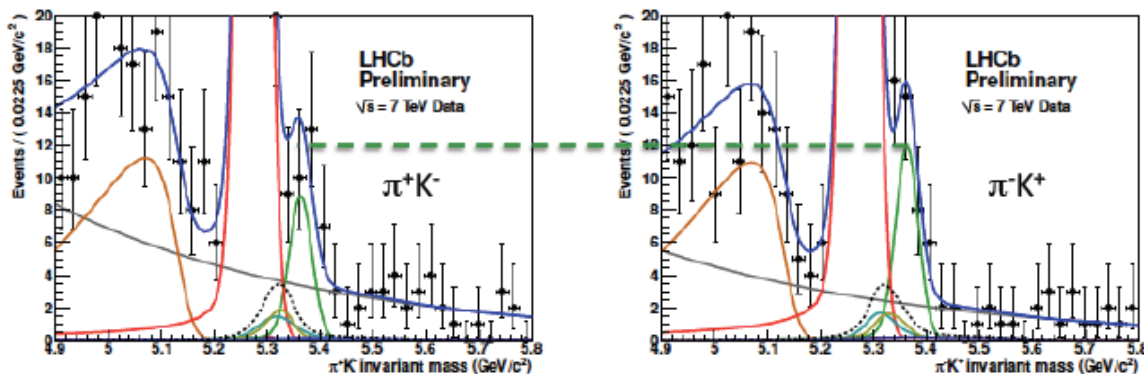 20
18
16
14
12
10
8
6
4
2
0
4.9 5 5.1 5.2 5.3 5.4 5.5 5.6 5.7 5.8
Events / ( 0.0225 GeV/c² )
LHCb
Preliminary
√s = 7 TeV Data
π⁺K⁻
π⁺K⁻ invariant mass (GeV/c²)
20
18
16
14
12
10
8
6
4
2
0
4.9 5 5.1 5.2 5.3 5.4 5.5 5.6 5.7 5.8
Events / ( 0.0225 GeV/c² )
LHCb
Preliminary
√s = 7 TeV Data
π⁻K⁺
π⁻K⁺ invariant mass (GeV/c²)